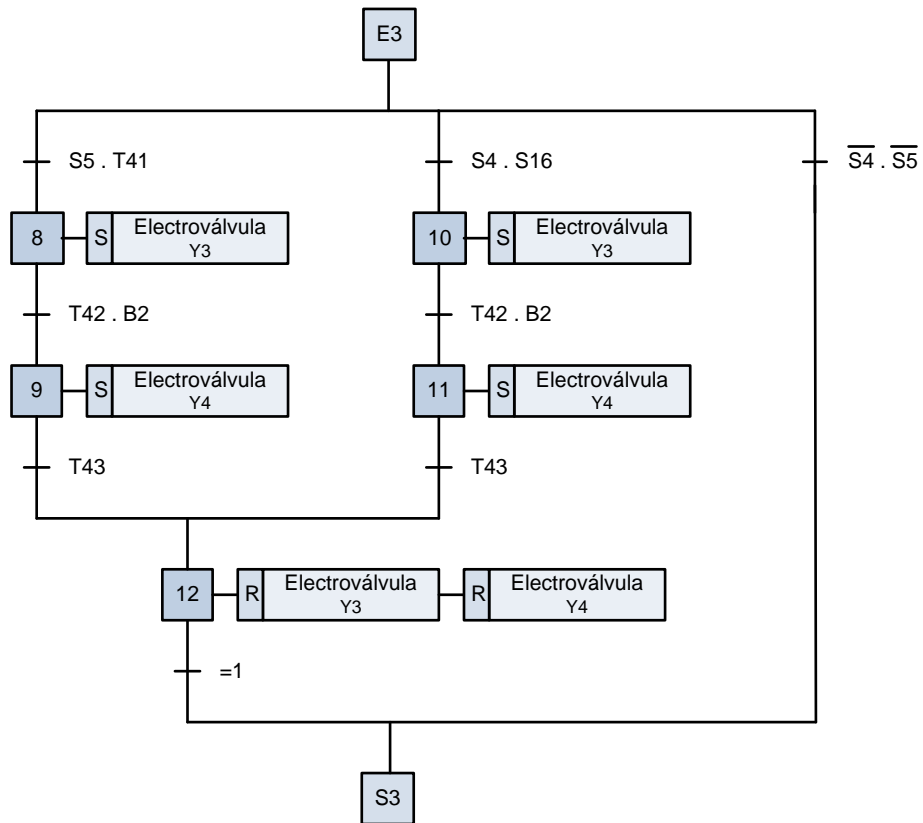 E3
S5 . T41
S4 . S16
S4 . S5
8
S
Electroválvula
Y3
10
S
Electroválvula
Y3
T42 . B2
T42 . B2
9
S
Electroválvula
Y4
11
S
Electroválvula
Y4
T43
T43
12
R
Electroválvula
Y3
R
Electroválvula
Y4
=1
S3